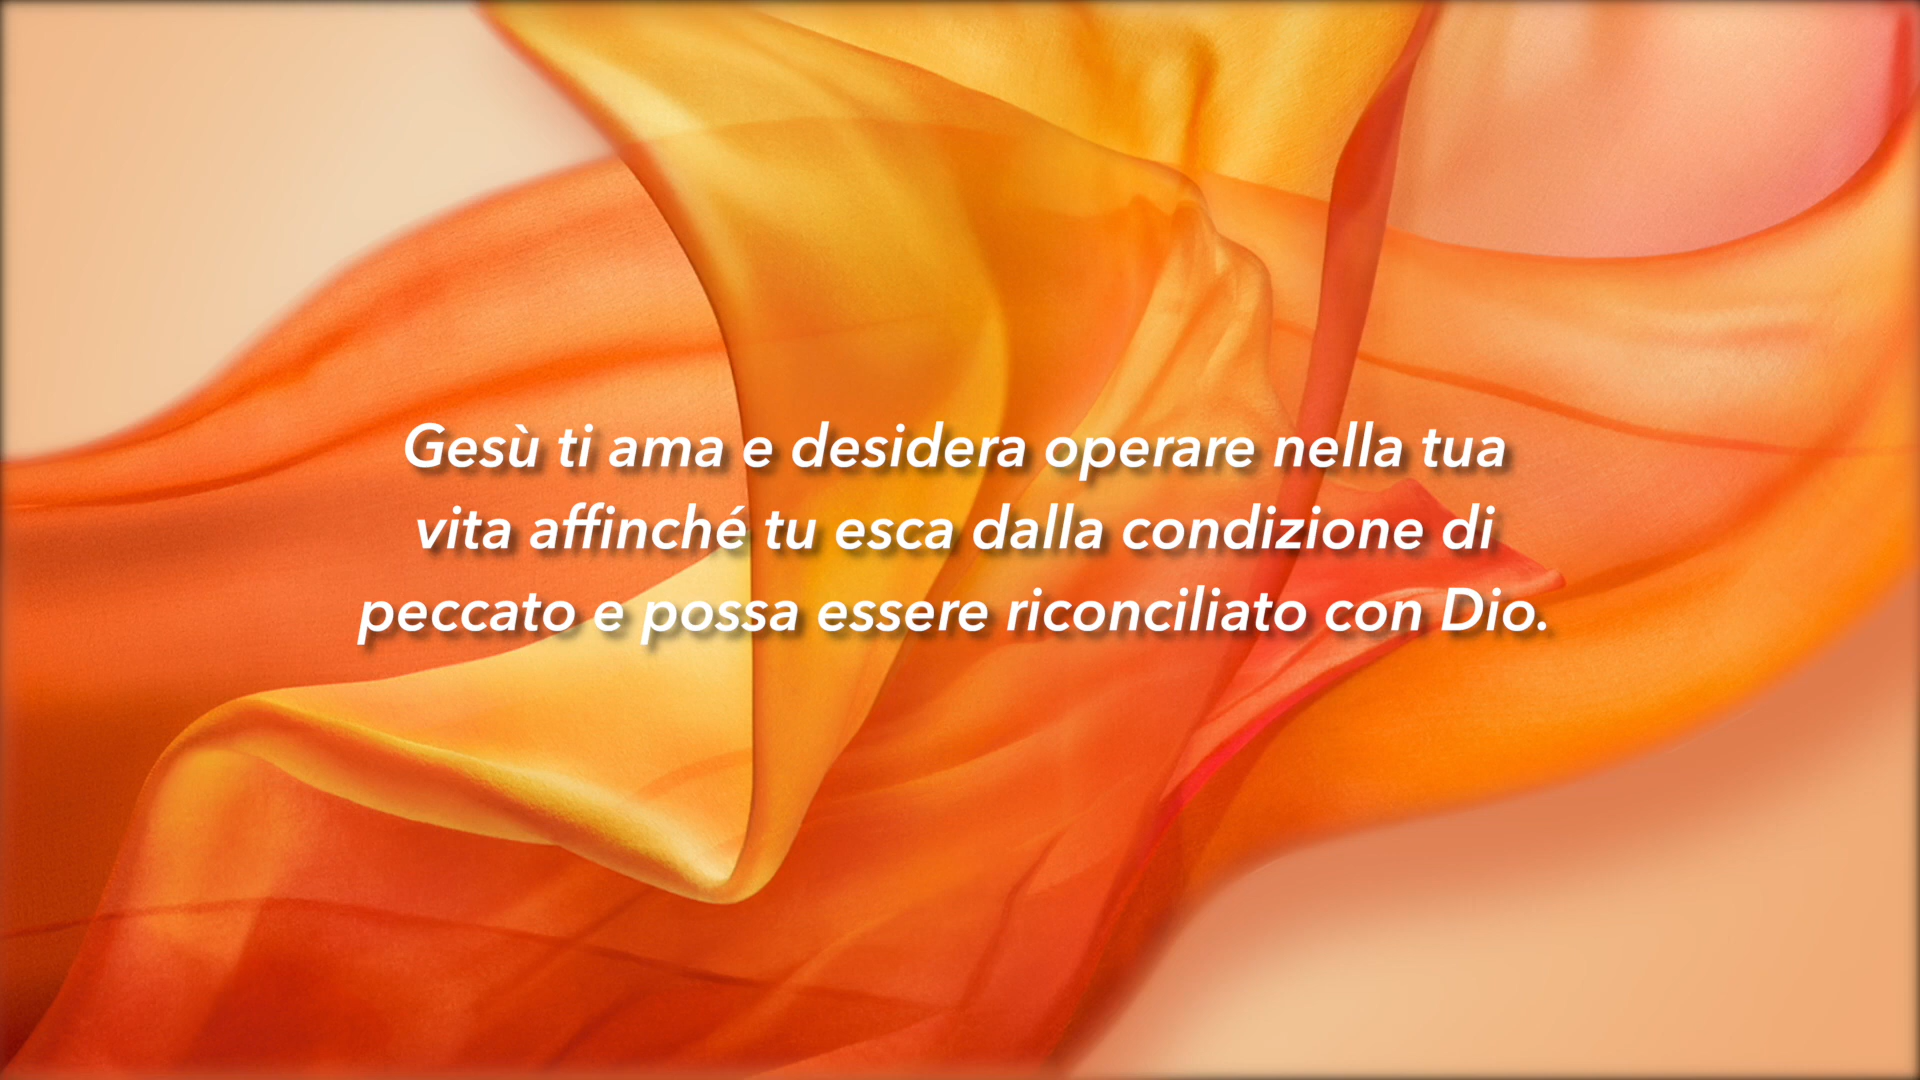 Gesù ti ama e desidera operare nella tua
vita affinché tu esca dalla condizione di
peccato e possa essere riconciliato con Dio.